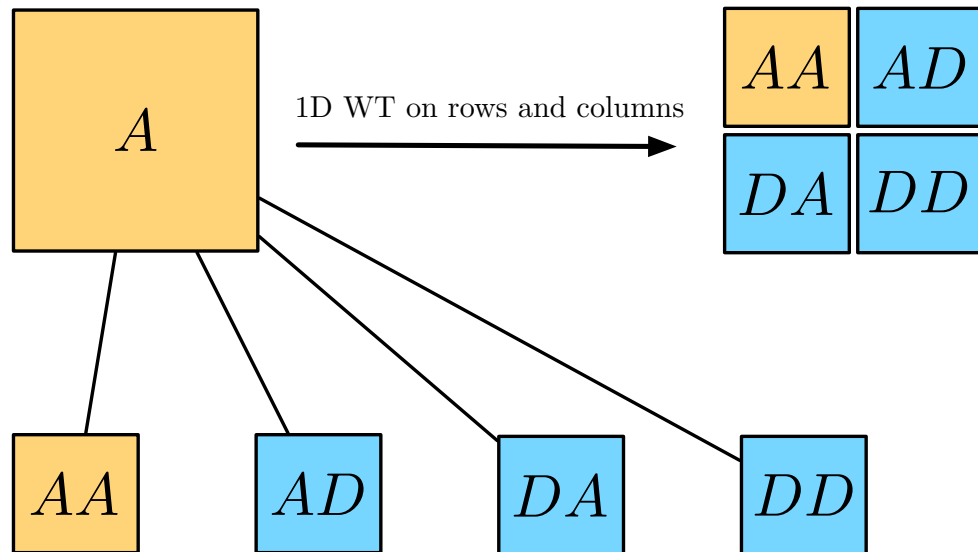 A
1D WT on rows and columns
AA AD
DA DD
AA AD DA DD